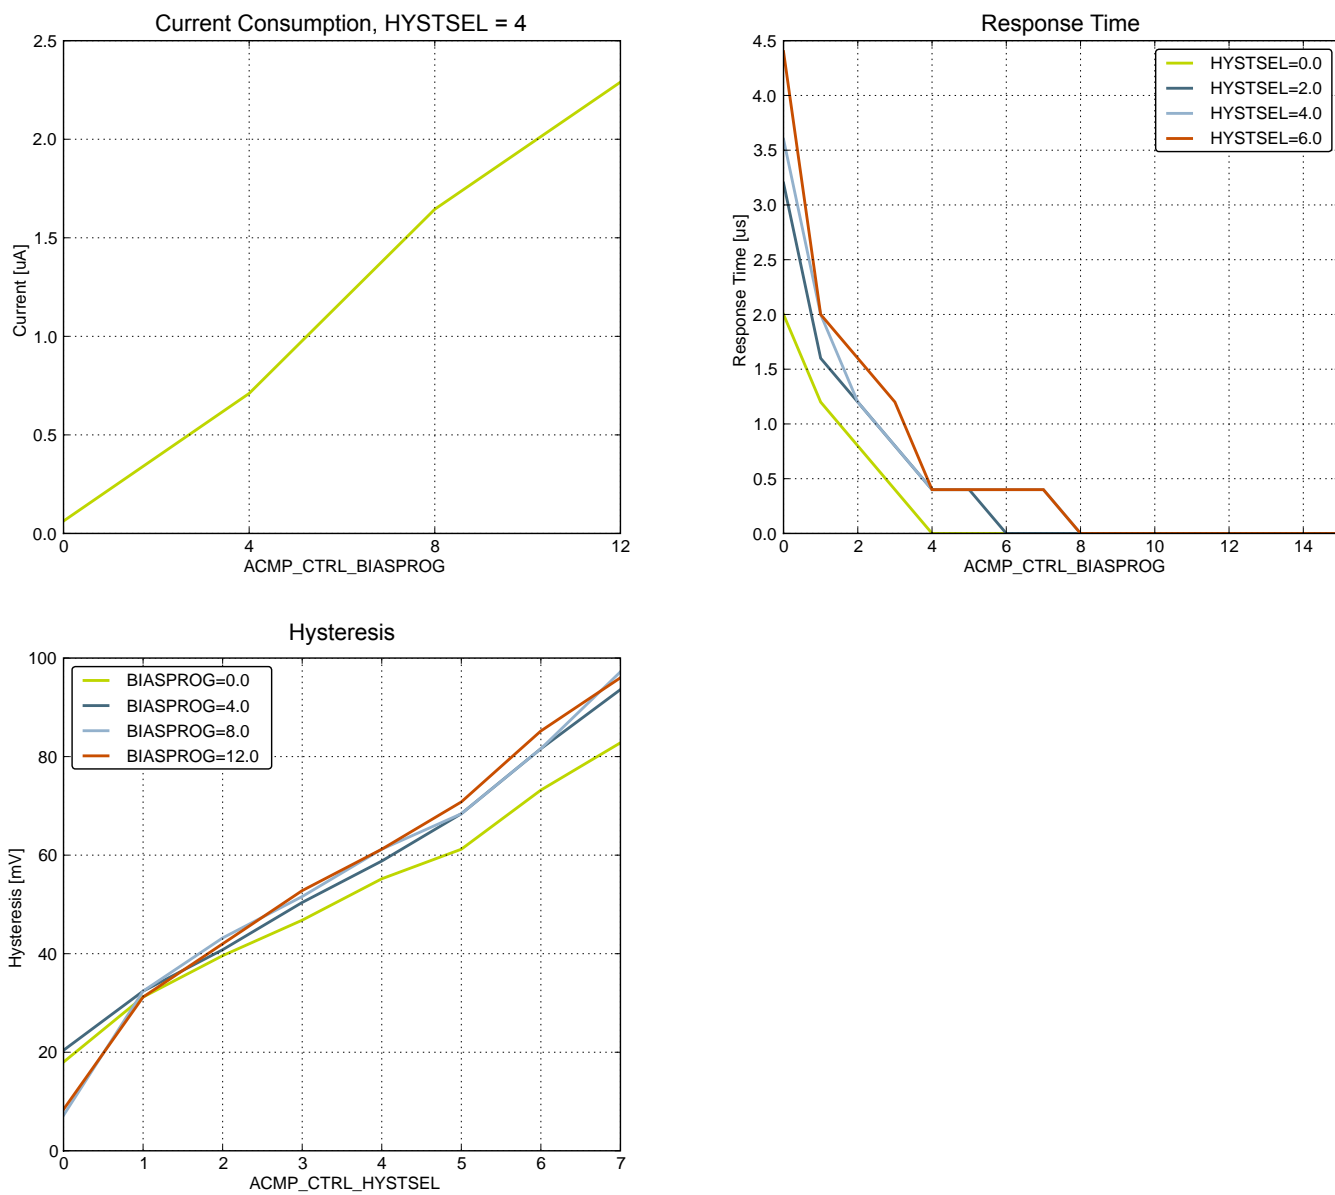 Current Consumption, HYSTSEL = 4
2.5
2.0
1.5
1.0
0.5
0.0
Current [uA]
0 4 8 12
ACMP_CTRL_BIASPROG
Response Time
4.5
4.0
3.5
3.0
2.5
2.0
1.5
1.0
0.5
0.0
Response Time [us]
HYSTSEL=0.0
HYSTSEL=2.0
HYSTSEL=4.0
HYSTSEL=6.0
0 2 4 6 8 10 12 14
ACMP_CTRL_BIASPROG
Hysteresis
100
80
60
40
20
0
Hysteresis [mV]
BIASPROG=0.0
BIASPROG=4.0
BIASPROG=8.0
BIASPROG=12.0
0 1 2 3 4 5 6 7
ACMP_CTRL_HYSTSEL